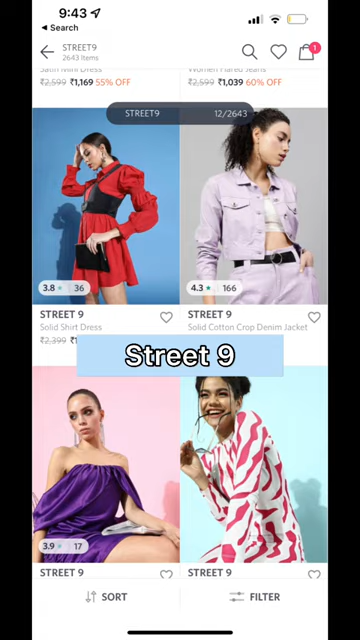 9:43
◀ Search
STREET9
2643 Items
1
Satin Mini Dress
Women Flared Jeans
₹2,599 ₹1,169 55% OFF
₹2,599 ₹1,039 60% OFF
STREET9 12/2643
3.8 ★ 36
4.3 ★ 166
STREET 9
STREET 9
Solid Shirt Dress
Solid Cotton Crop Denim Jacket
₹2,399
Street 9
3.9 ★ 17
STREET 9
STREET 9
SORT
FILTER